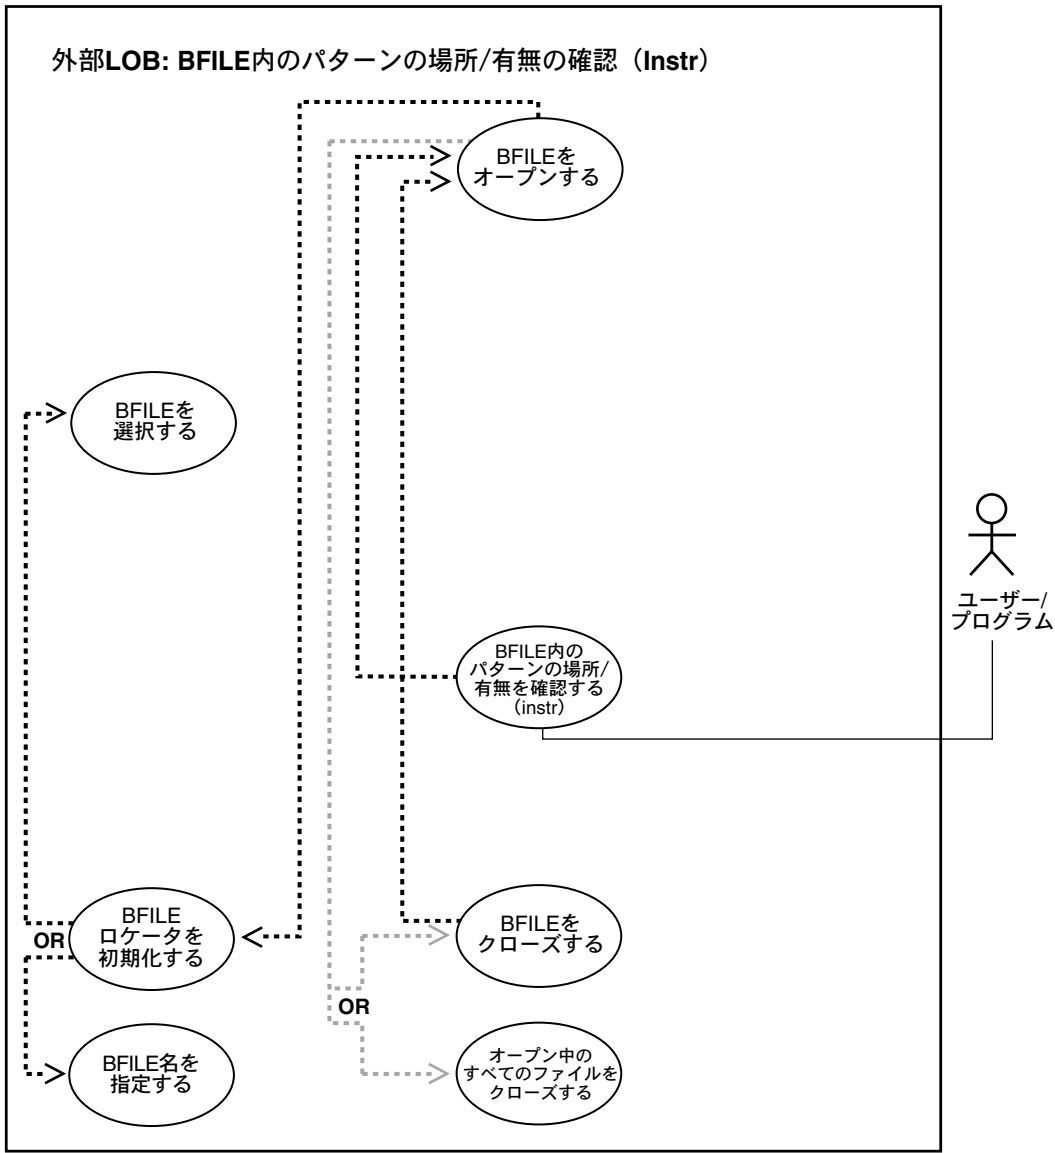 外部LOB: BFILE内のパターンの場所/有無の確認（Instr）
BFILEを
オープンする
BFILEを
選択する
ユーザー/
プログラム
BFILE内の
パターンの場所/
有無を確認する
（instr）
BFILE
ロケータを
初期化する
OR
BFILEを
クローズする
OR
BFILE名を
指定する
オープン中の
すべてのファイルを
クローズする